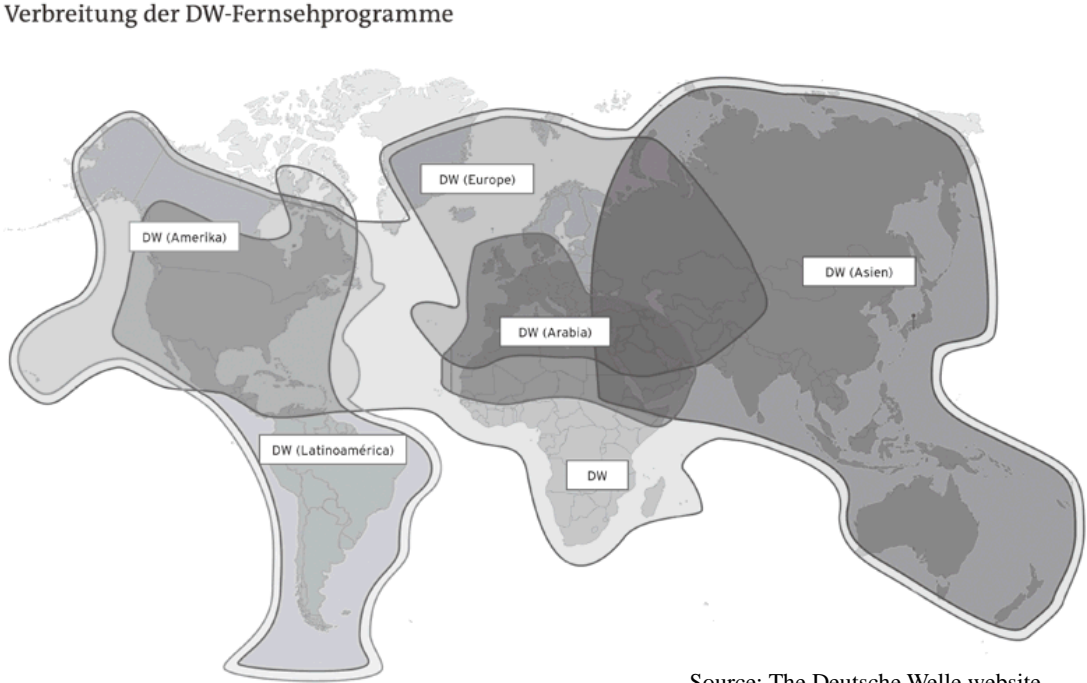 Verbreitung der DW-Fernsehprogramme
DW (Europe)
DW (Amerika)
DW (Asien)
DW (Arabia)
DW (Latinoamérica)
DW
Source: The Deutsche Welle website